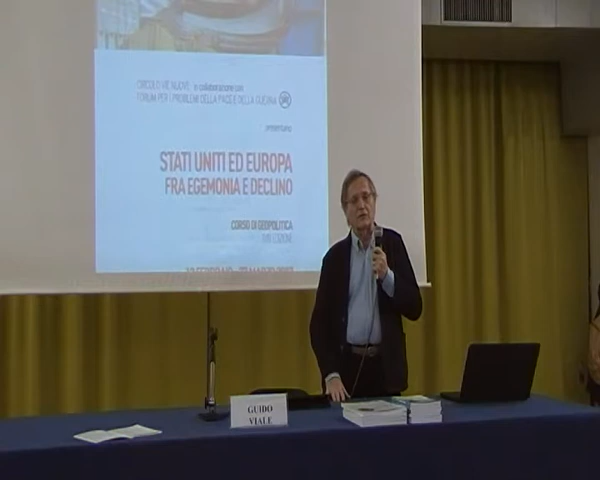 CIRCOLO VIE NUOVE in collaborazione con
FORUM PER I PROBLEMI DELLA PACE E DELLA GUERRA
presentano
STATI UNITI ED EUROPA
FRA EGEMONIA E DECLINO
CORSO DI GEOPOLITICA
GUIDO
VIALE